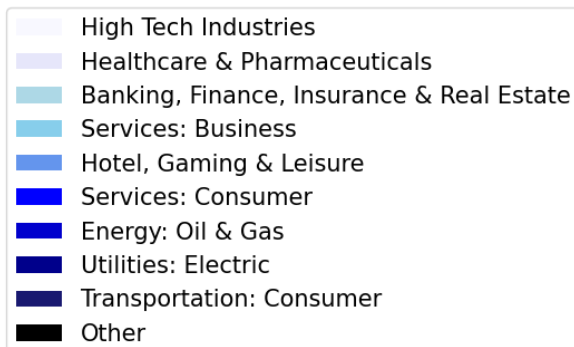 High Tech Industries
Healthcare & Pharmaceuticals
Banking, Finance, Insurance & Real Estate
Services: Business
Hotel, Gaming & Leisure
Services: Consumer
Energy: Oil & Gas
Utilities: Electric
Transportation: Consumer
Other